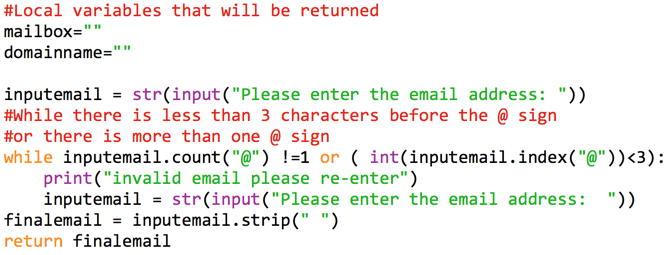 #Local variables that will be returned
mailbox=""
domainname=""
inputemail = str(input("Please enter the email address: "))
#While there is less than 3 characters before the @ sign
#or there is more than one @ sign
while inputemail.count("@") !=1 or ( int(inputemail.index("@"))<3):
    print("invalid email please re-enter")
    inputemail = str(input("Please enter the email address:  "))
finalemail = inputemail.strip(" ")
return finalemail